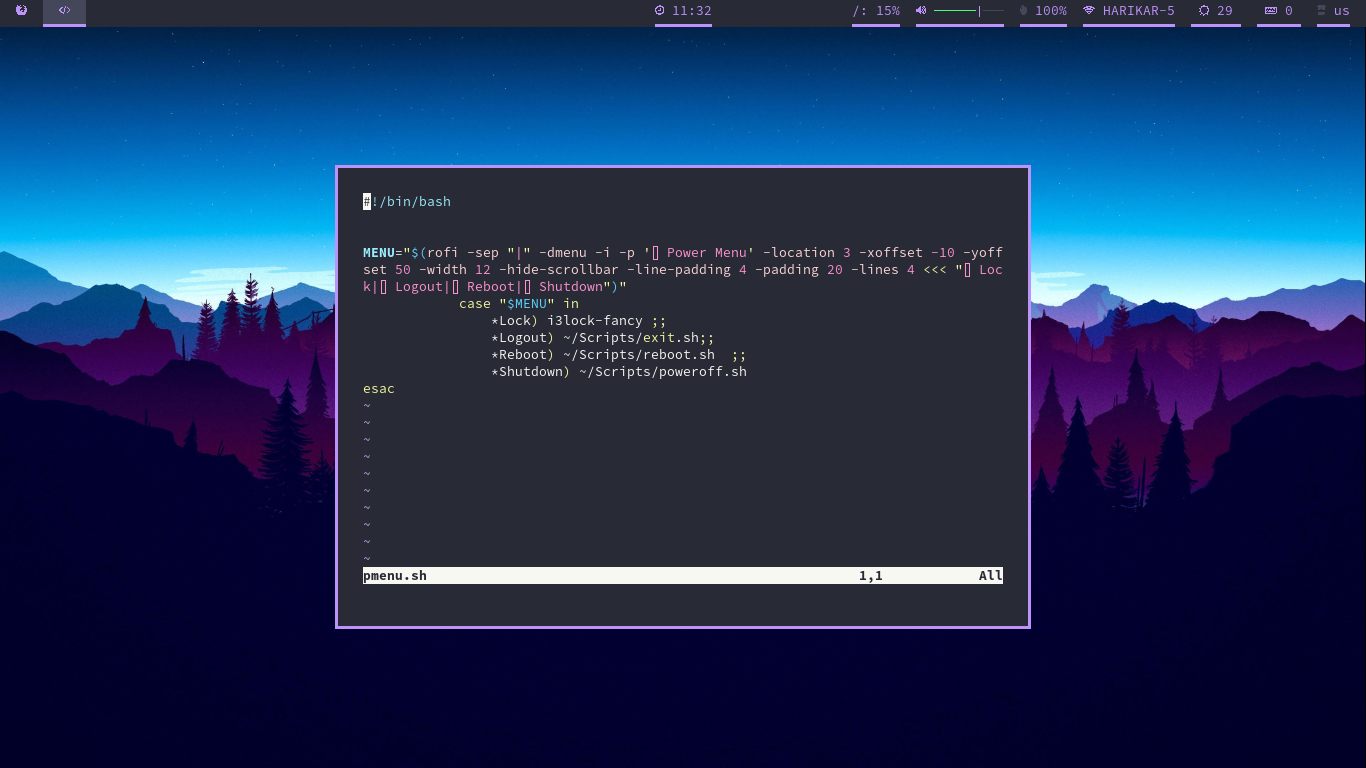 </> 11:32 /: 15% 100% HARIKAR-5 29 0 us
#!/bin/bash
MENU="$(rofi -sep "|" -dmenu -i -p '▯ Power Menu' -location 3 -xoffset -10 -yoff
set 50 -width 12 -hide-scrollbar -line-padding 4 -padding 20 -lines 4 <<< "▯ Loc
k|▯ Logout|▯ Reboot|▯ Shutdown")"
case "$MENU" in
*Lock) i3lock-fancy ;;
*Logout) ~/Scripts/exit.sh;;
*Reboot) ~/Scripts/reboot.sh  ;;
*Shutdown) ~/Scripts/poweroff.sh
esac
~
~
~
~
~
~
~
~
~
~
pmenu.sh 1,1 All